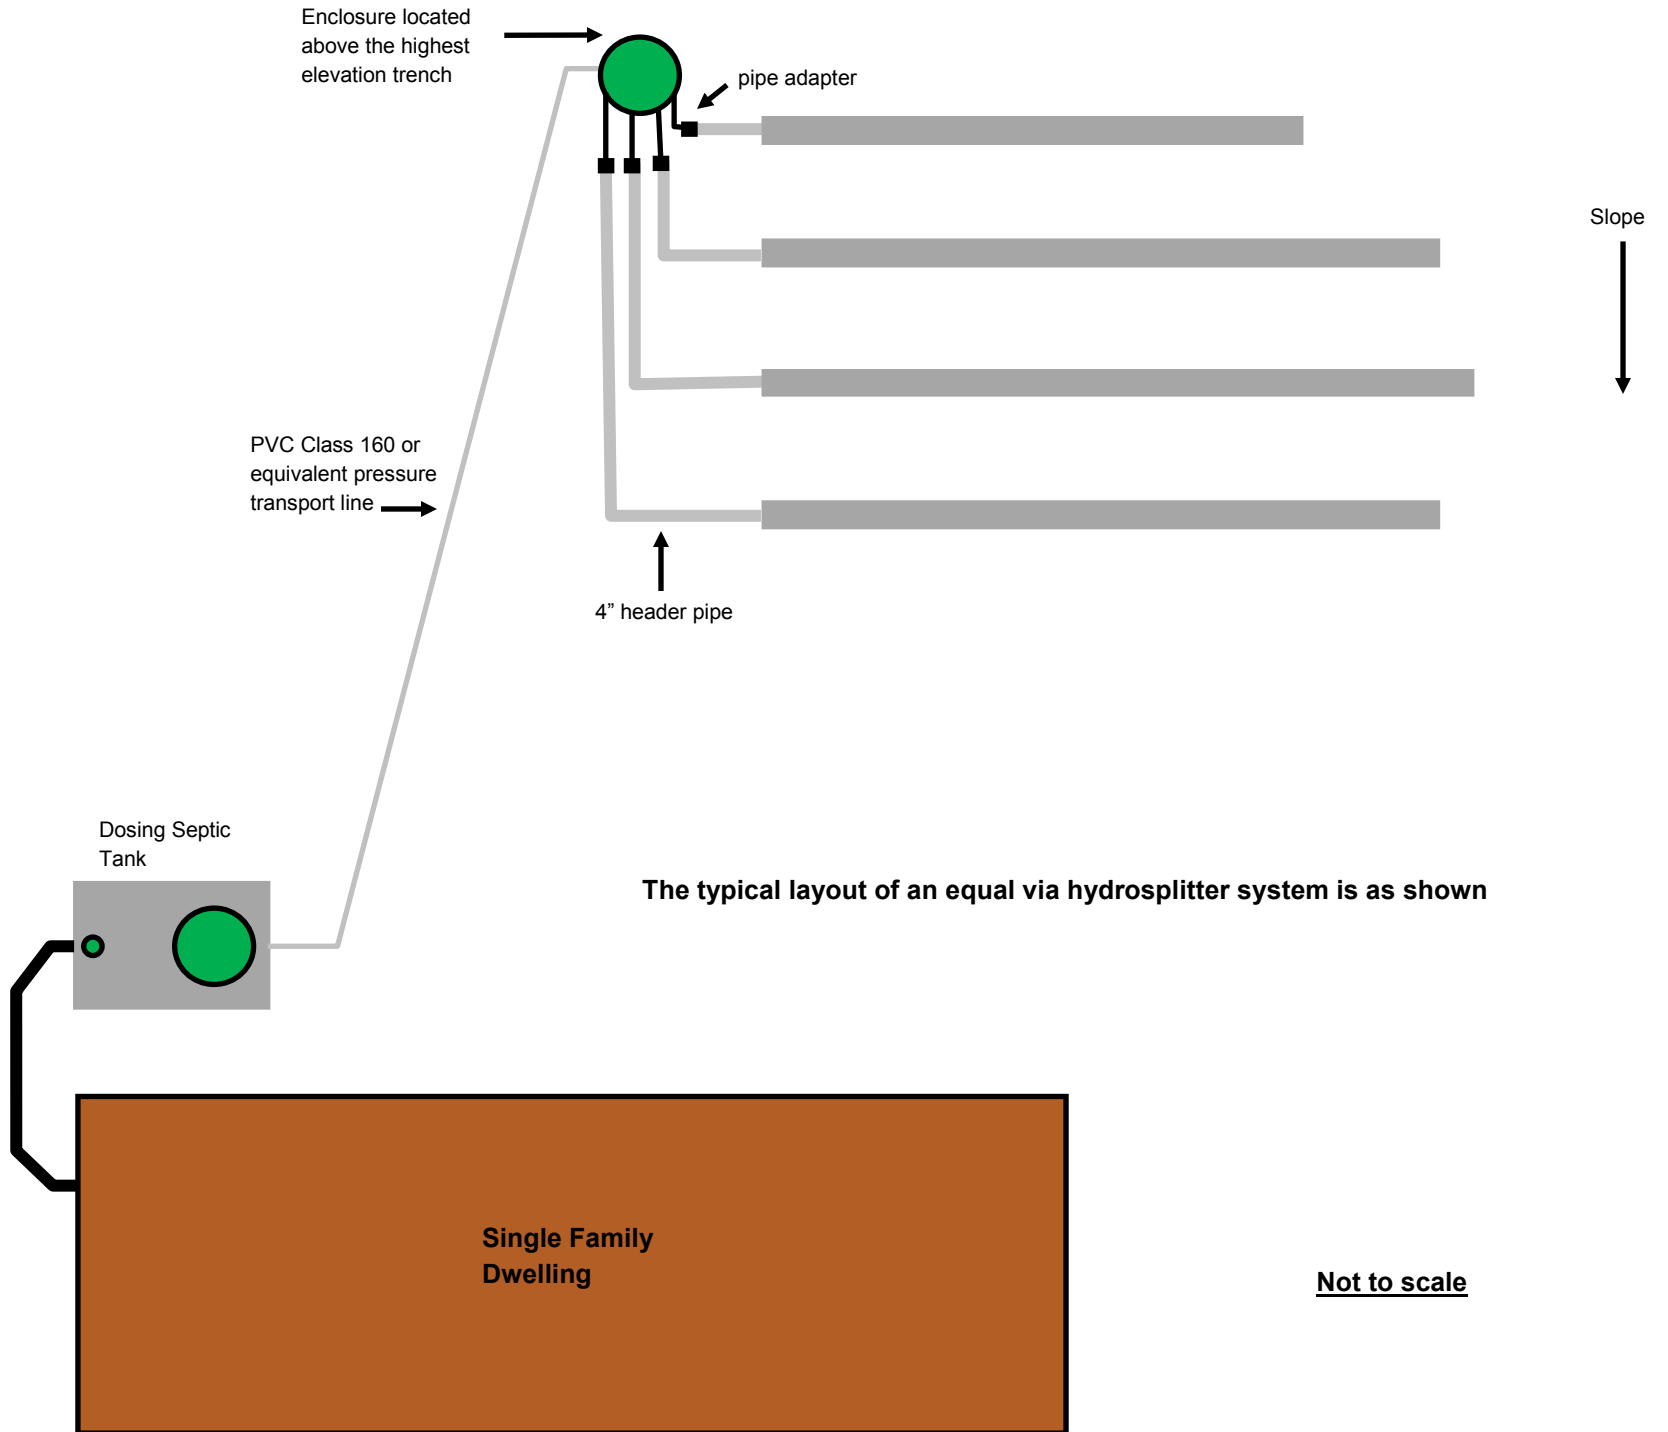 Enclosure located
above the highest
elevation trench
pipe adapter
Slope
PVC Class 160 or
equivalent pressure
transport line
4” header pipe
Dosing Septic
Tank
The typical layout of an equal via hydrosplitter system is as shown
Single Family
Dwelling
Not to scale